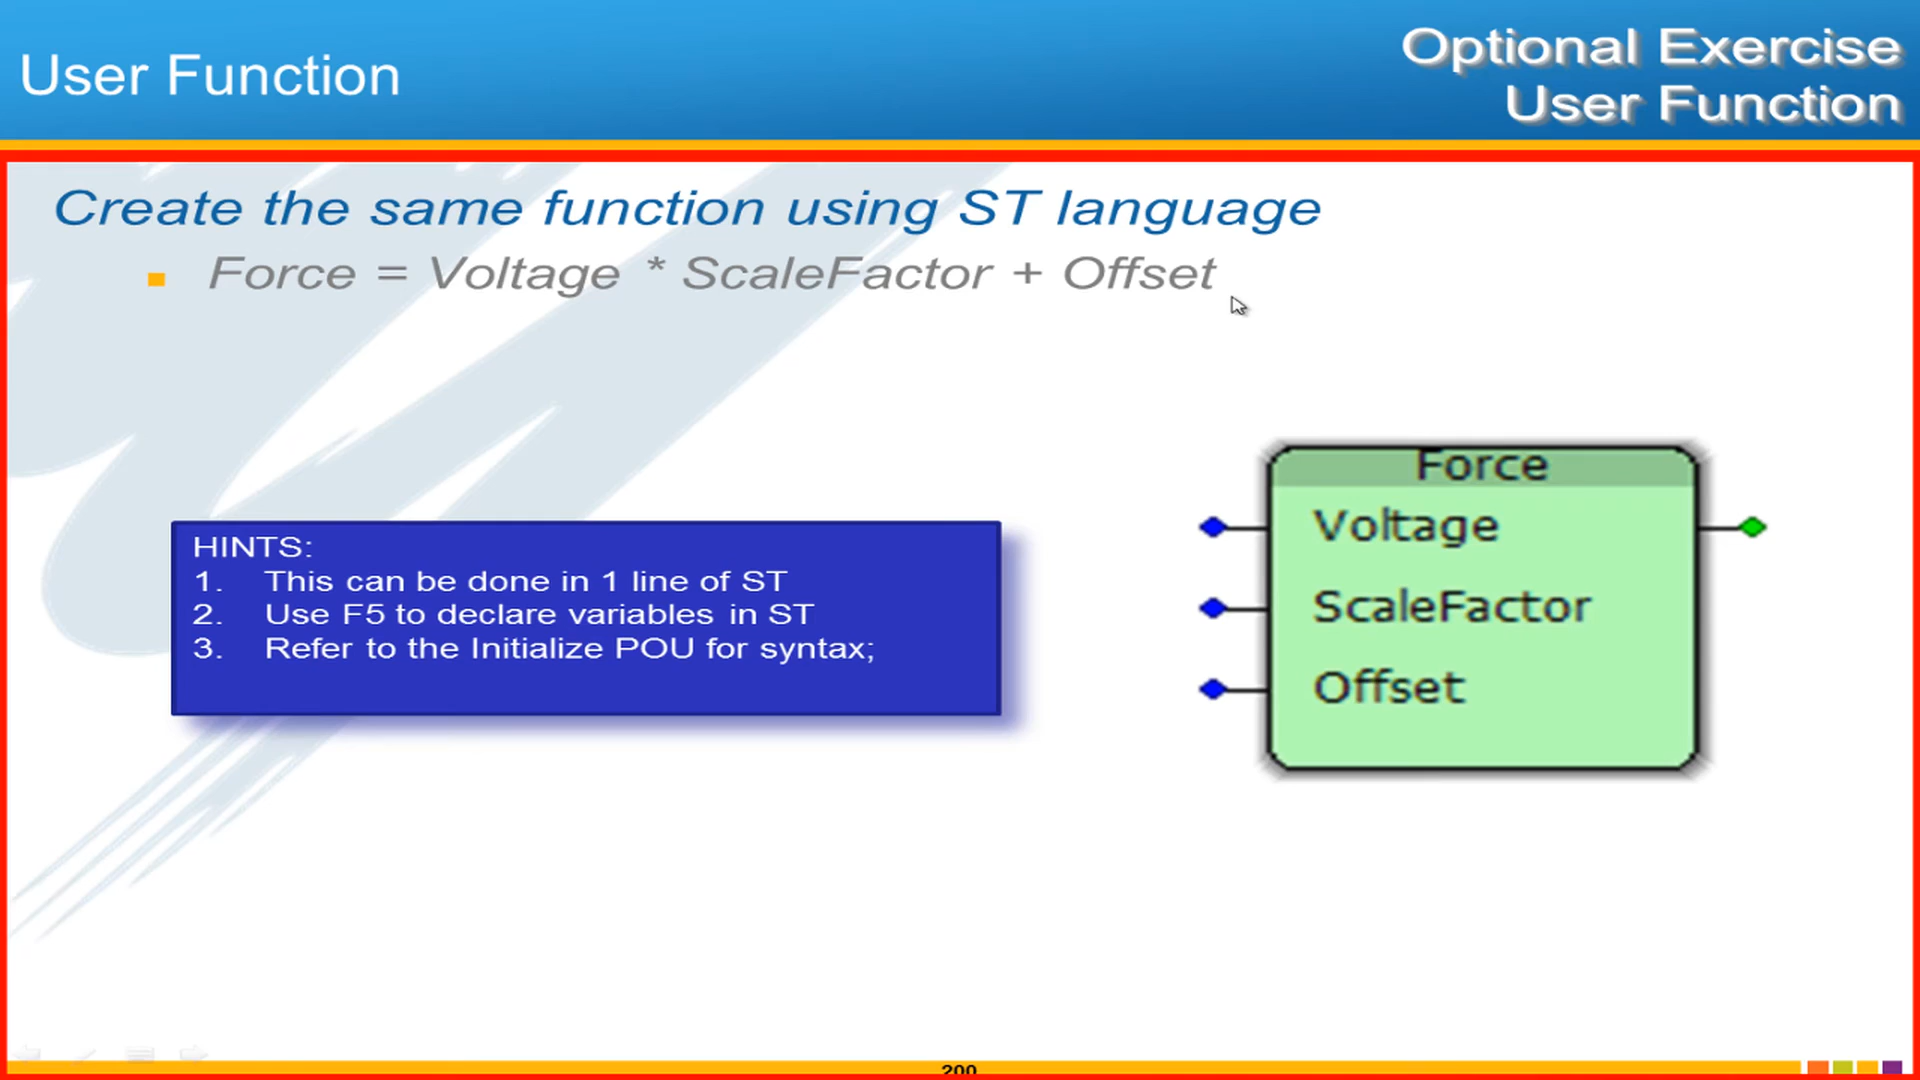 User Function
Optional Exercise
User Function
Create the same function using ST language
Force = Voltage * ScaleFactor + Offset
HINTS:
1. This can be done in 1 line of ST
2. Use F5 to declare variables in ST
3. Refer to the Initialize POU for syntax;
Force
Voltage
ScaleFactor
Offset
200